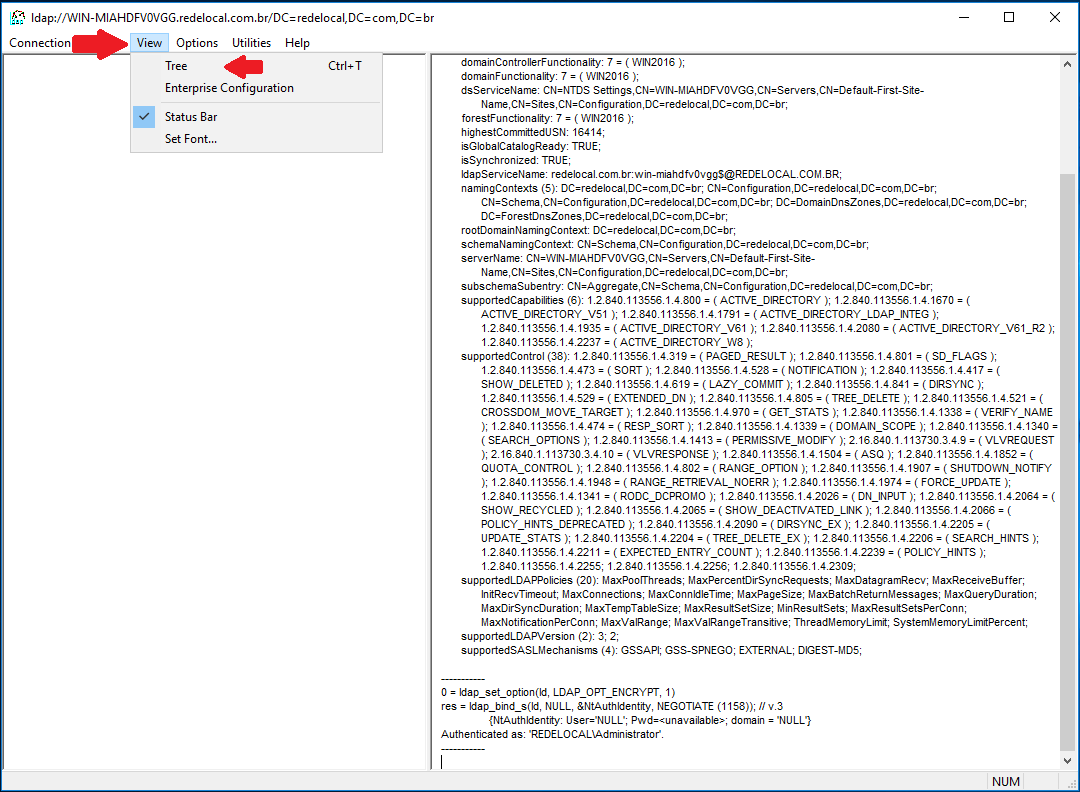 ldap://WIN-MIAHDFV0VGG.redelocal.com.br/DC=redelocal,DC=com,DC=br
Connection View Options Utilities Help
Tree Ctrl+T
Enterprise Configuration
Status Bar
Set Font...
domainControllerFunctionality: 7 = ( WIN2016 );
domainFunctionality: 7 = ( WIN2016 );
dsServiceName: CN=NTDS Settings,CN=WIN-MIAHDFV0VGG,CN=Servers,CN=Default-First-Site-
Name,CN=Sites,CN=Configuration,DC=redelocal,DC=com,DC=br;
forestFunctionality: 7 = ( WIN2016 );
highestCommittedUSN: 16414;
isGlobalCatalogReady: TRUE;
isSynchronized: TRUE;
ldapServiceName: redelocal.com.br:win-miahdfv0vgg$@REDELOCAL.COM.BR;
namingContexts (5): DC=redelocal,DC=com,DC=br; CN=Configuration,DC=redelocal,DC=com,DC=br;
CN=Schema,CN=Configuration,DC=redelocal,DC=com,DC=br; DC=DomainDnsZones,DC=redelocal,DC=com,DC=br;
DC=ForestDnsZones,DC=redelocal,DC=com,DC=br;
rootDomainNamingContext: DC=redelocal,DC=com,DC=br;
schemaNamingContext: CN=Schema,CN=Configuration,DC=redelocal,DC=com,DC=br;
serverName: CN=WIN-MIAHDFV0VGG,CN=Servers,CN=Default-First-Site-
Name,CN=Sites,CN=Configuration,DC=redelocal,DC=com,DC=br;
subschemaSubentry: CN=Aggregate,CN=Schema,CN=Configuration,DC=redelocal,DC=com,DC=br;
supportedCapabilities (6): 1.2.840.113556.1.4.800 = ( ACTIVE_DIRECTORY ); 1.2.840.113556.1.4.1670 = (
ACTIVE_DIRECTORY_V51 ); 1.2.840.113556.1.4.1791 = ( ACTIVE_DIRECTORY_LDAP_INTEG );
1.2.840.113556.1.4.1935 = ( ACTIVE_DIRECTORY_V61 ); 1.2.840.113556.1.4.2080 = ( ACTIVE_DIRECTORY_V61_R2 );
1.2.840.113556.1.4.2237 = ( ACTIVE_DIRECTORY_W8 );
supportedControl (38): 1.2.840.113556.1.4.319 = ( PAGED_RESULT ); 1.2.840.113556.1.4.801 = ( SD_FLAGS );
1.2.840.113556.1.4.473 = ( SORT ); 1.2.840.113556.1.4.528 = ( NOTIFICATION ); 1.2.840.113556.1.4.417 = (
SHOW_DELETED ); 1.2.840.113556.1.4.619 = ( LAZY_COMMIT ); 1.2.840.113556.1.4.841 = ( DIRSYNC );
1.2.840.113556.1.4.529 = ( EXTENDED_DN ); 1.2.840.113556.1.4.805 = ( TREE_DELETE ); 1.2.840.113556.1.4.521 = (
CROSSDOM_MOVE_TARGET ); 1.2.840.113556.1.4.970 = ( GET_STATS ); 1.2.840.113556.1.4.1338 = ( VERIFY_NAME
); 1.2.840.113556.1.4.474 = ( RESP_SORT ); 1.2.840.113556.1.4.1339 = ( DOMAIN_SCOPE ); 1.2.840.113556.1.4.1340 =
( SEARCH_OPTIONS ); 1.2.840.113556.1.4.1413 = ( PERMISSIVE_MODIFY ); 2.16.840.1.113730.3.4.9 = ( VLVREQUEST
); 2.16.840.1.113730.3.4.10 = ( VLVRESPONSE ); 1.2.840.113556.1.4.1504 = ( ASQ ); 1.2.840.113556.1.4.1852 = (
QUOTA_CONTROL ); 1.2.840.113556.1.4.802 = ( RANGE_OPTION ); 1.2.840.113556.1.4.1907 = ( SHUTDOWN_NOTIFY
); 1.2.840.113556.1.4.1948 = ( RANGE_RETRIEVAL_NOERR ); 1.2.840.113556.1.4.1974 = ( FORCE_UPDATE );
1.2.840.113556.1.4.1341 = ( RODC_DCPROMO ); 1.2.840.113556.1.4.2026 = ( DN_INPUT ); 1.2.840.113556.1.4.2064 = (
SHOW_RECYCLED ); 1.2.840.113556.1.4.2065 = ( SHOW_DEACTIVATED_LINK ); 1.2.840.113556.1.4.2066 = (
POLICY_HINTS_DEPRECATED ); 1.2.840.113556.1.4.2090 = ( DIRSYNC_EX ); 1.2.840.113556.1.4.2205 = (
UPDATE_STATS ); 1.2.840.113556.1.4.2204 = ( TREE_DELETE_EX ); 1.2.840.113556.1.4.2206 = ( SEARCH_HINTS );
1.2.840.113556.1.4.2211 = ( EXPECTED_ENTRY_COUNT ); 1.2.840.113556.1.4.2239 = ( POLICY_HINTS );
1.2.840.113556.1.4.2255; 1.2.840.113556.1.4.2256; 1.2.840.113556.1.4.2309;
supportedLDAPPolicies (20): MaxPoolThreads; MaxPercentDirSyncRequests; MaxDatagramRecv; MaxReceiveBuffer;
InitRecvTimeout; MaxConnections; MaxConnIdleTime; MaxPageSize; MaxBatchReturnMessages; MaxQueryDuration;
MaxDirSyncDuration; MaxTempTableSize; MaxResultSetSize; MinResultSets; MaxResultSetsPerConn;
MaxNotificationPerConn; MaxValRange; MaxValRangeTransitive; ThreadMemoryLimit; SystemMemoryLimitPercent;
supportedLDAPVersion (2): 3; 2;
supportedSASLMechanisms (4): GSSAPI; GSS-SPNEGO; EXTERNAL; DIGEST-MD5;
-----------
0 = ldap_set_option(ld, LDAP_OPT_ENCRYPT, 1)
res = ldap_bind_s(ld, NULL, &NtAuthIdentity, NEGOTIATE (1158)); // v.3
{NtAuthIdentity: User='NULL'; Pwd=<unavailable>; domain = 'NULL'}
Authenticated as: 'REDELOCAL\Administrator'.
-----------
NUM